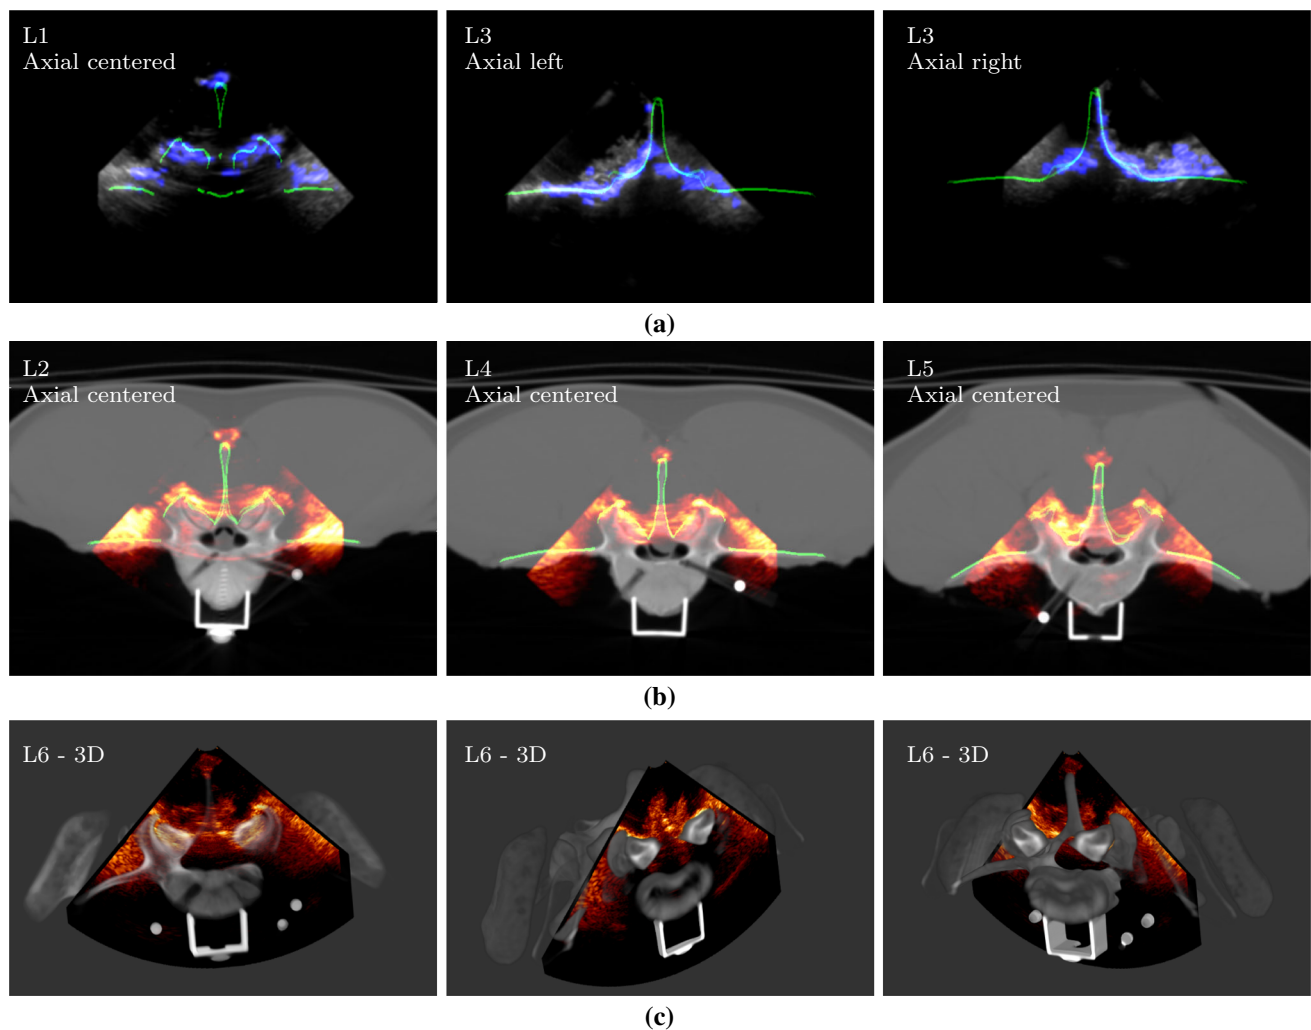 L1
Axial centered
L3
Axial left
L3
Axial right
(a)
L2
Axial centered
L4
Axial centered
L5
Axial centered
(b)
L6 - 3D
L6 - 3D
L6 - 3D
(c)